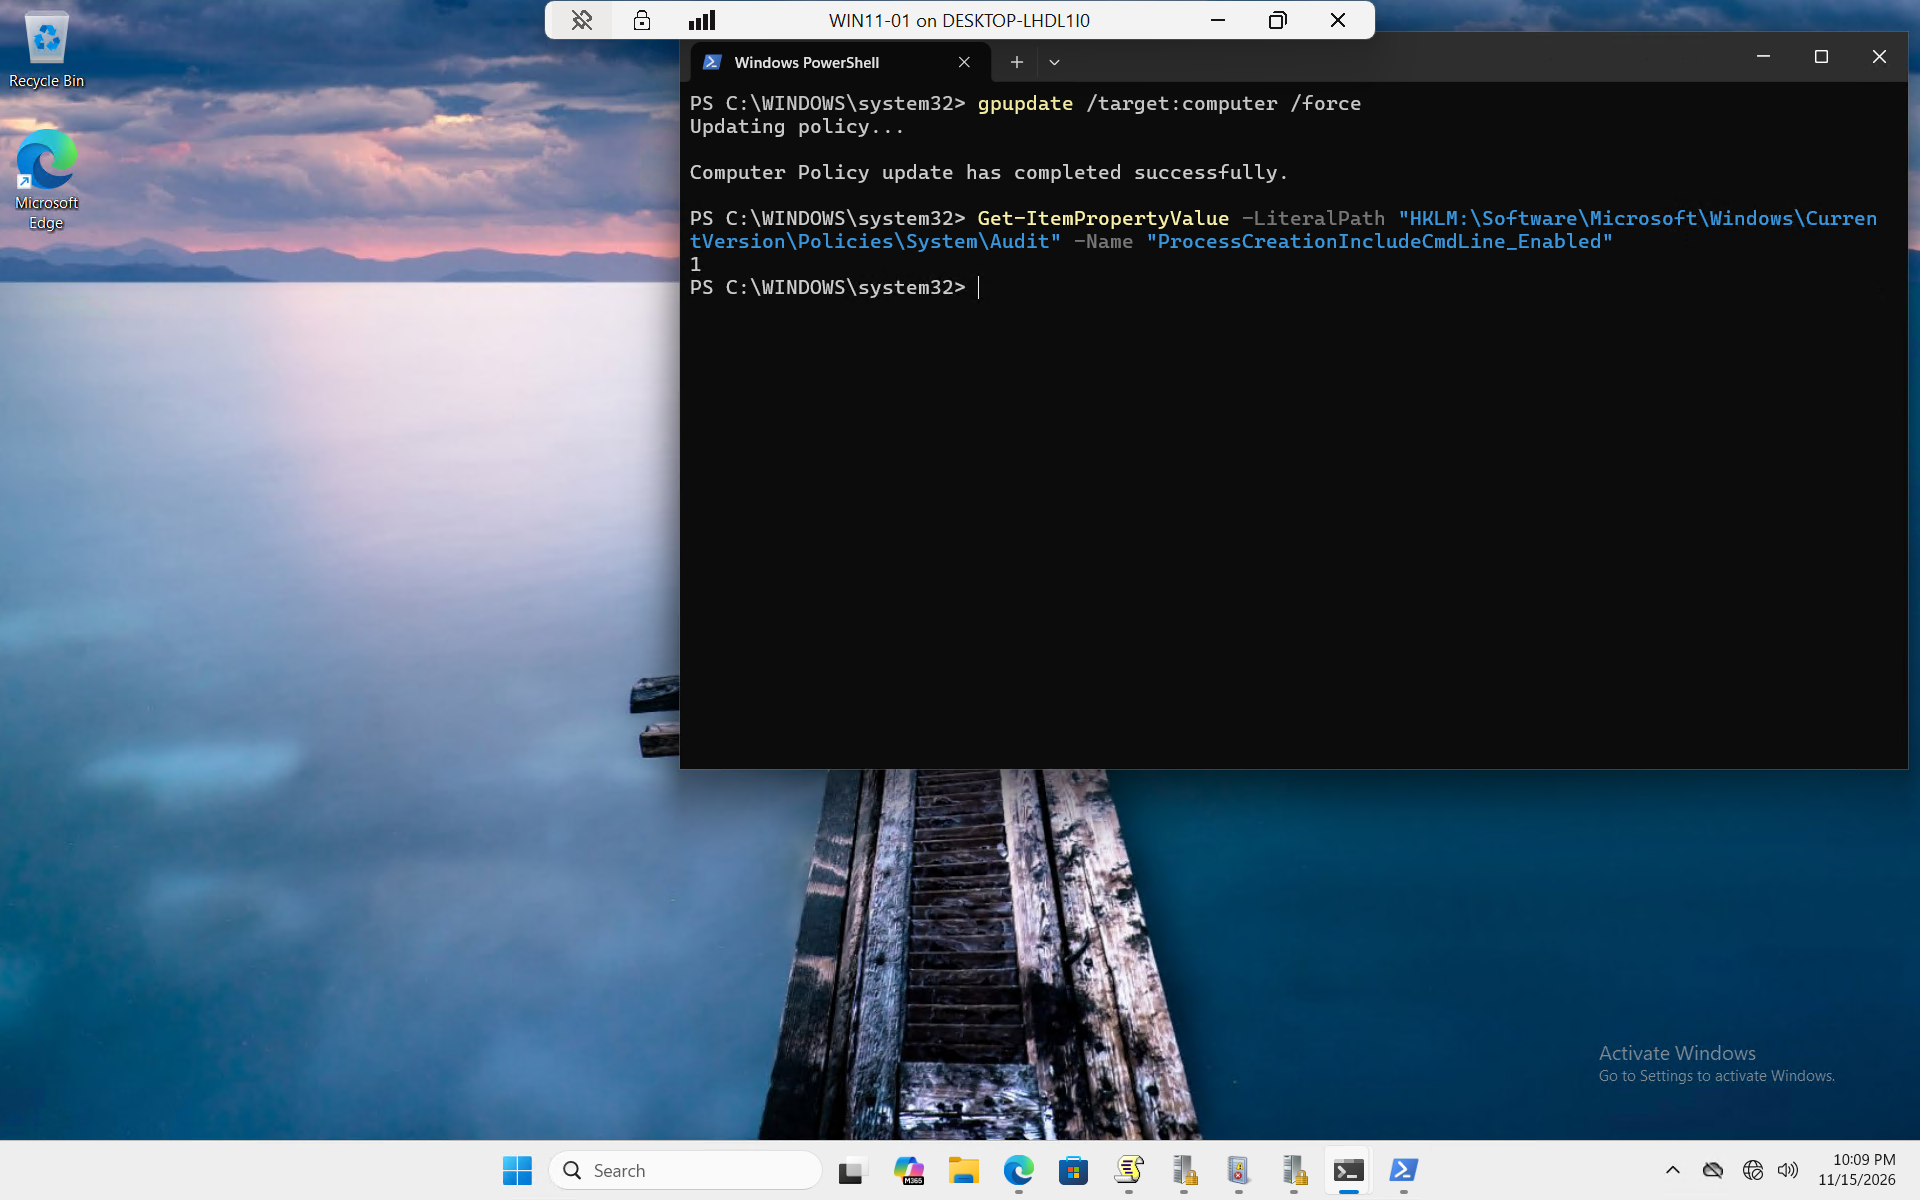 WIN11-01 on DESKTOP-LHDL1I0
Recycle Bin
Microsoft
Edge
Windows PowerShell
PS C:\WINDOWS\system32> gpupdate /target:computer /force
Updating policy...
Computer Policy update has completed successfully.
PS C:\WINDOWS\system32> Get-ItemPropertyValue -LiteralPath "HKLM:\Software\Microsoft\Windows\Curren
tVersion\Policies\System\Audit" -Name "ProcessCreationIncludeCmdLine_Enabled"
1
PS C:\WINDOWS\system32>
Activate Windows
Go to Settings to activate Windows.
Search
M365
10:09 PM
11/15/2026